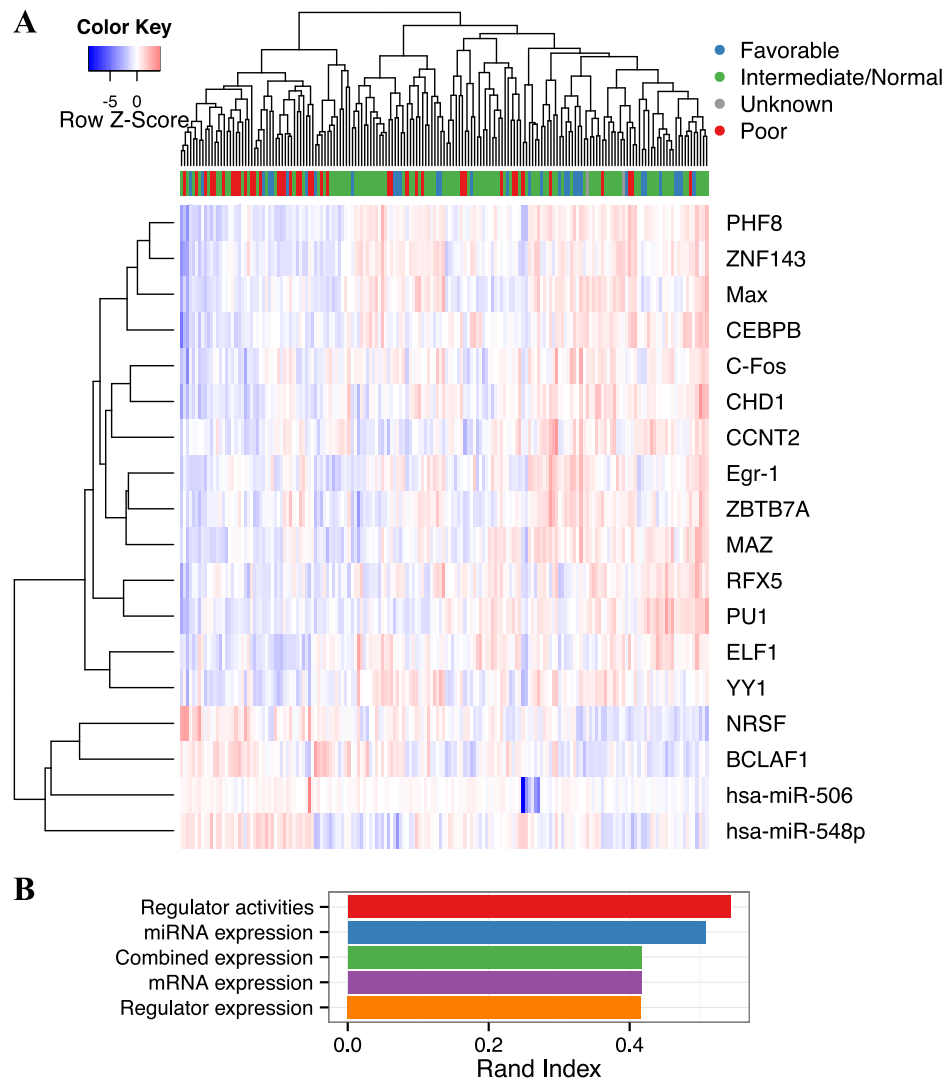 A
Color Key
-5 0
Row Z-Score
Favorable
Intermediate/Normal
Unknown
Poor
PHF8
ZNF143
Max
CEBPB
C-Fos
CHD1
CCNT2
Egr-1
ZBTB7A
MAZ
RFX5
PU1
ELF1
YY1
NRSF
BCLAF1
hsa-miR-506
hsa-miR-548p
B
Regulator activities
miRNA expression
Combined expression
mRNA expression
Regulator expression
0.0 0.2 0.4
Rand Index